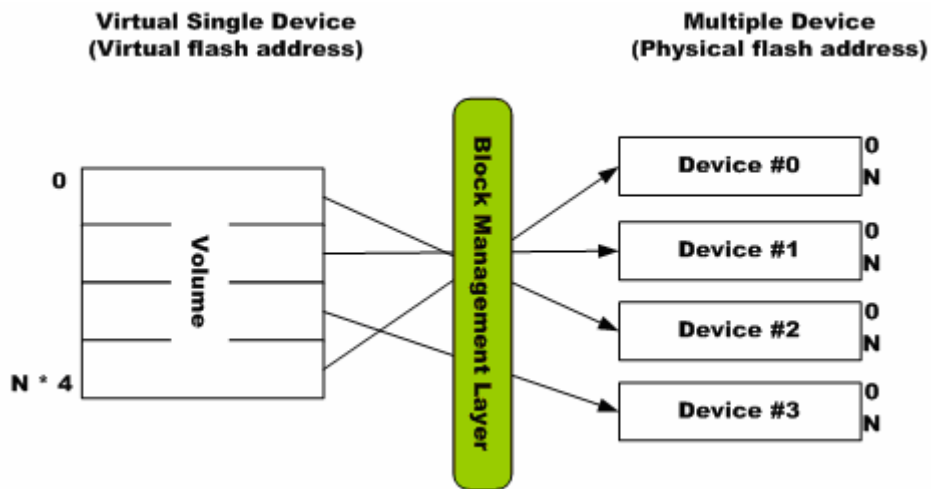 Virtual Single Device
(Virtual flash address)
Multiple Device
(Physical flash address)
0
N * 4
Volume
Block Management Layer
Device #0
0
N
Device #1
0
N
Device #2
0
N
Device #3
0
N